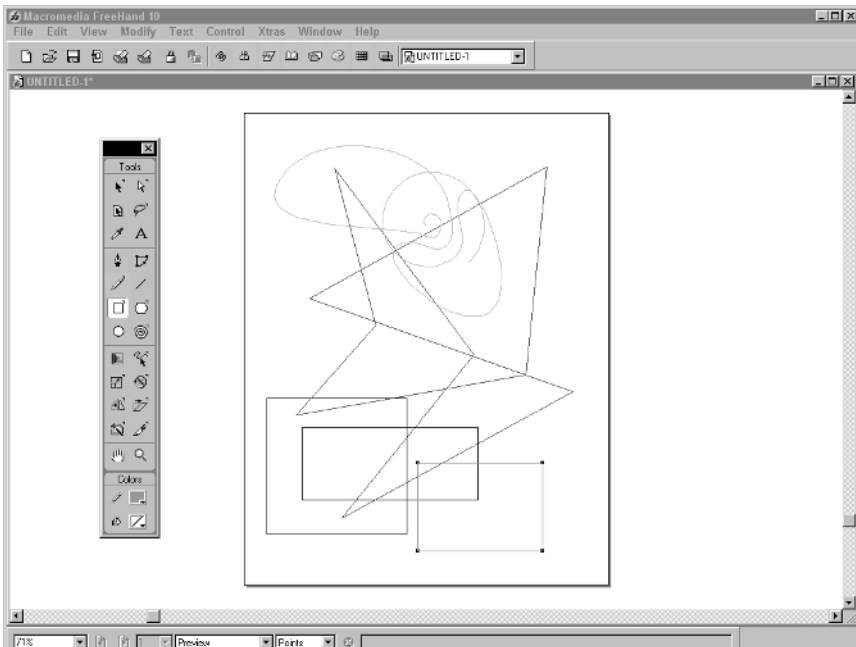 Macromedia FreeHand 10
File Edit View Modify Text Control Xtras Window Help
UNTITLED-1
UNTITLED-1*
Tools
A
Colors
71%
1
Preview
Points